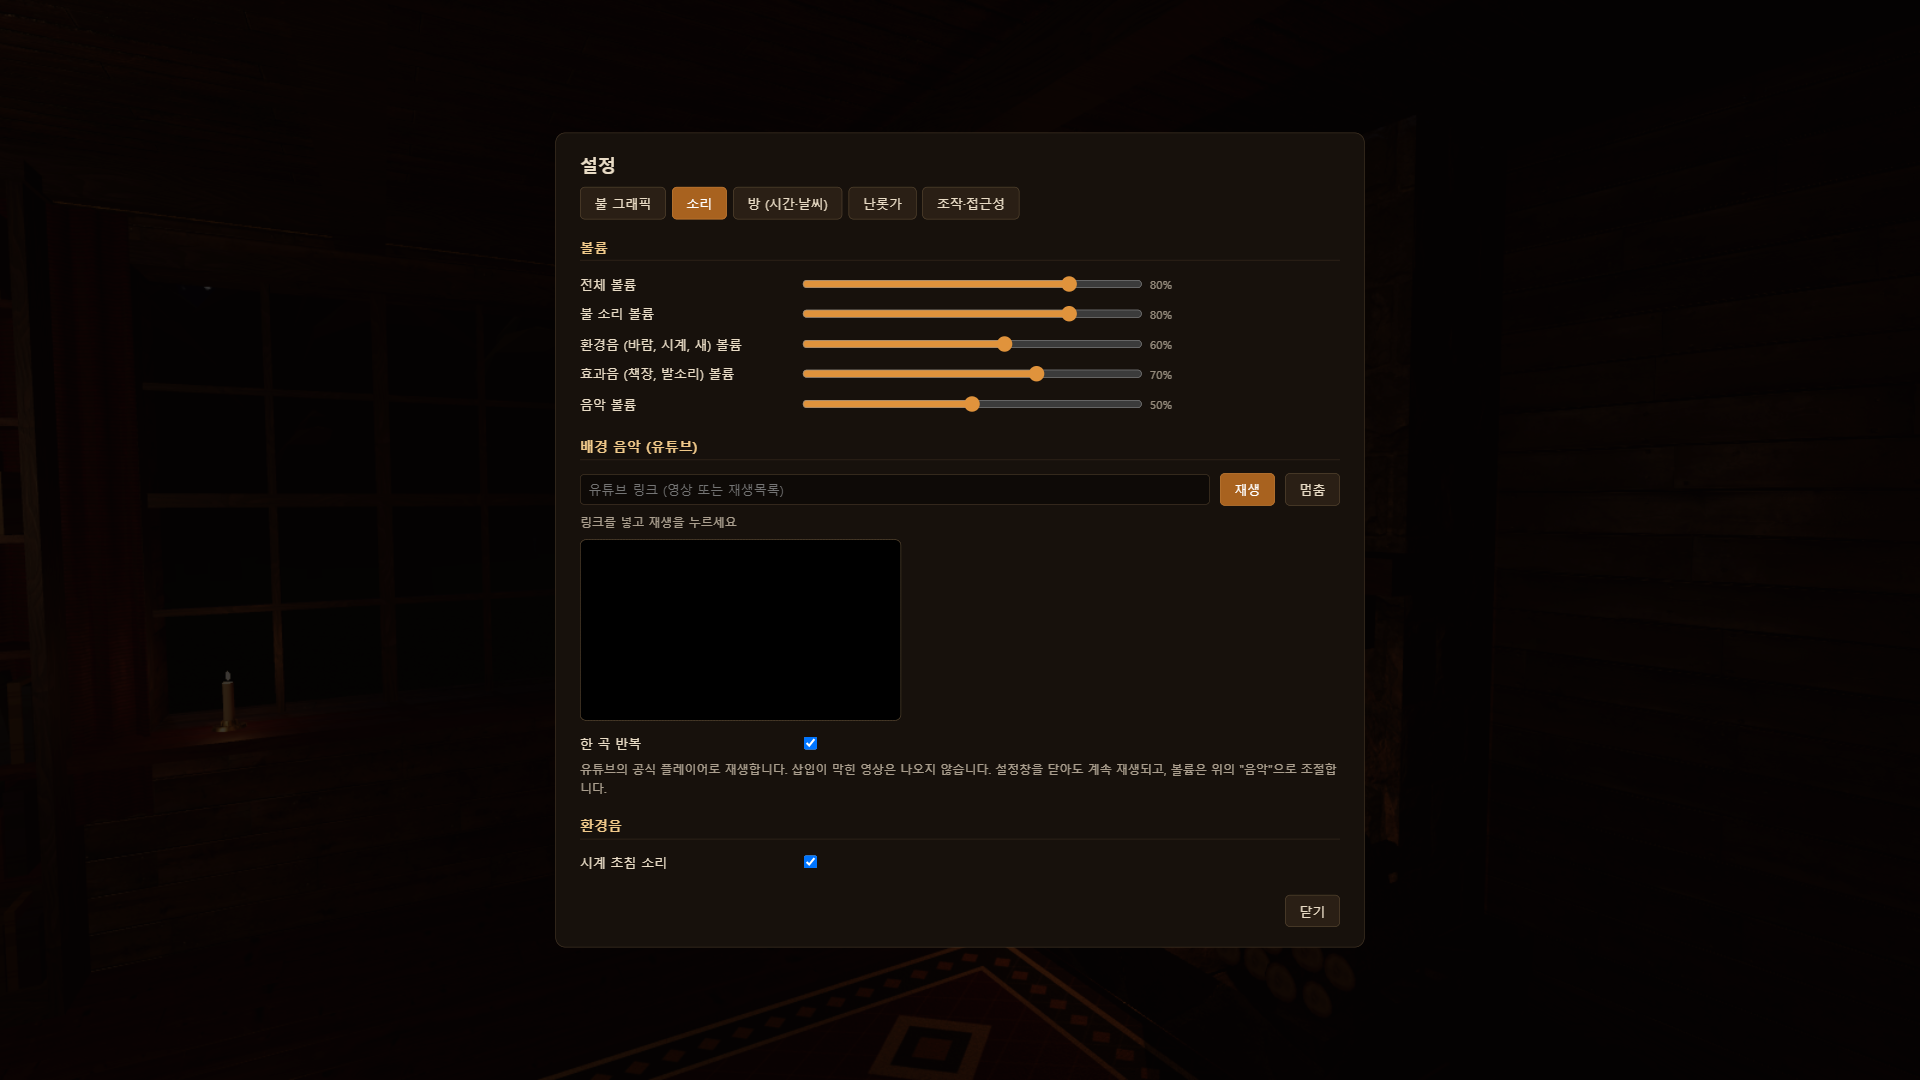 설정
불 그래픽 소리 방 (시간·날씨) 난롯가 조작·접근성
볼륨
전체 볼륨 80%
불 소리 볼륨 80%
환경음 (바람, 시계, 새) 볼륨 60%
효과음 (책장, 발소리) 볼륨 70%
음악 볼륨 50%
배경 음악 (유튜브)
유튜브 링크 (영상 또는 재생목록) 재생 멈춤
링크를 넣고 재생을 누르세요
한 곡 반복
유튜브의 공식 플레이어로 재생합니다. 삽입이 막힌 영상은 나오지 않습니다. 설정창을 닫아도 계속 재생되고, 볼륨은 위의 "음악"으로 조절합
니다.
환경음
시계 초침 소리
닫기